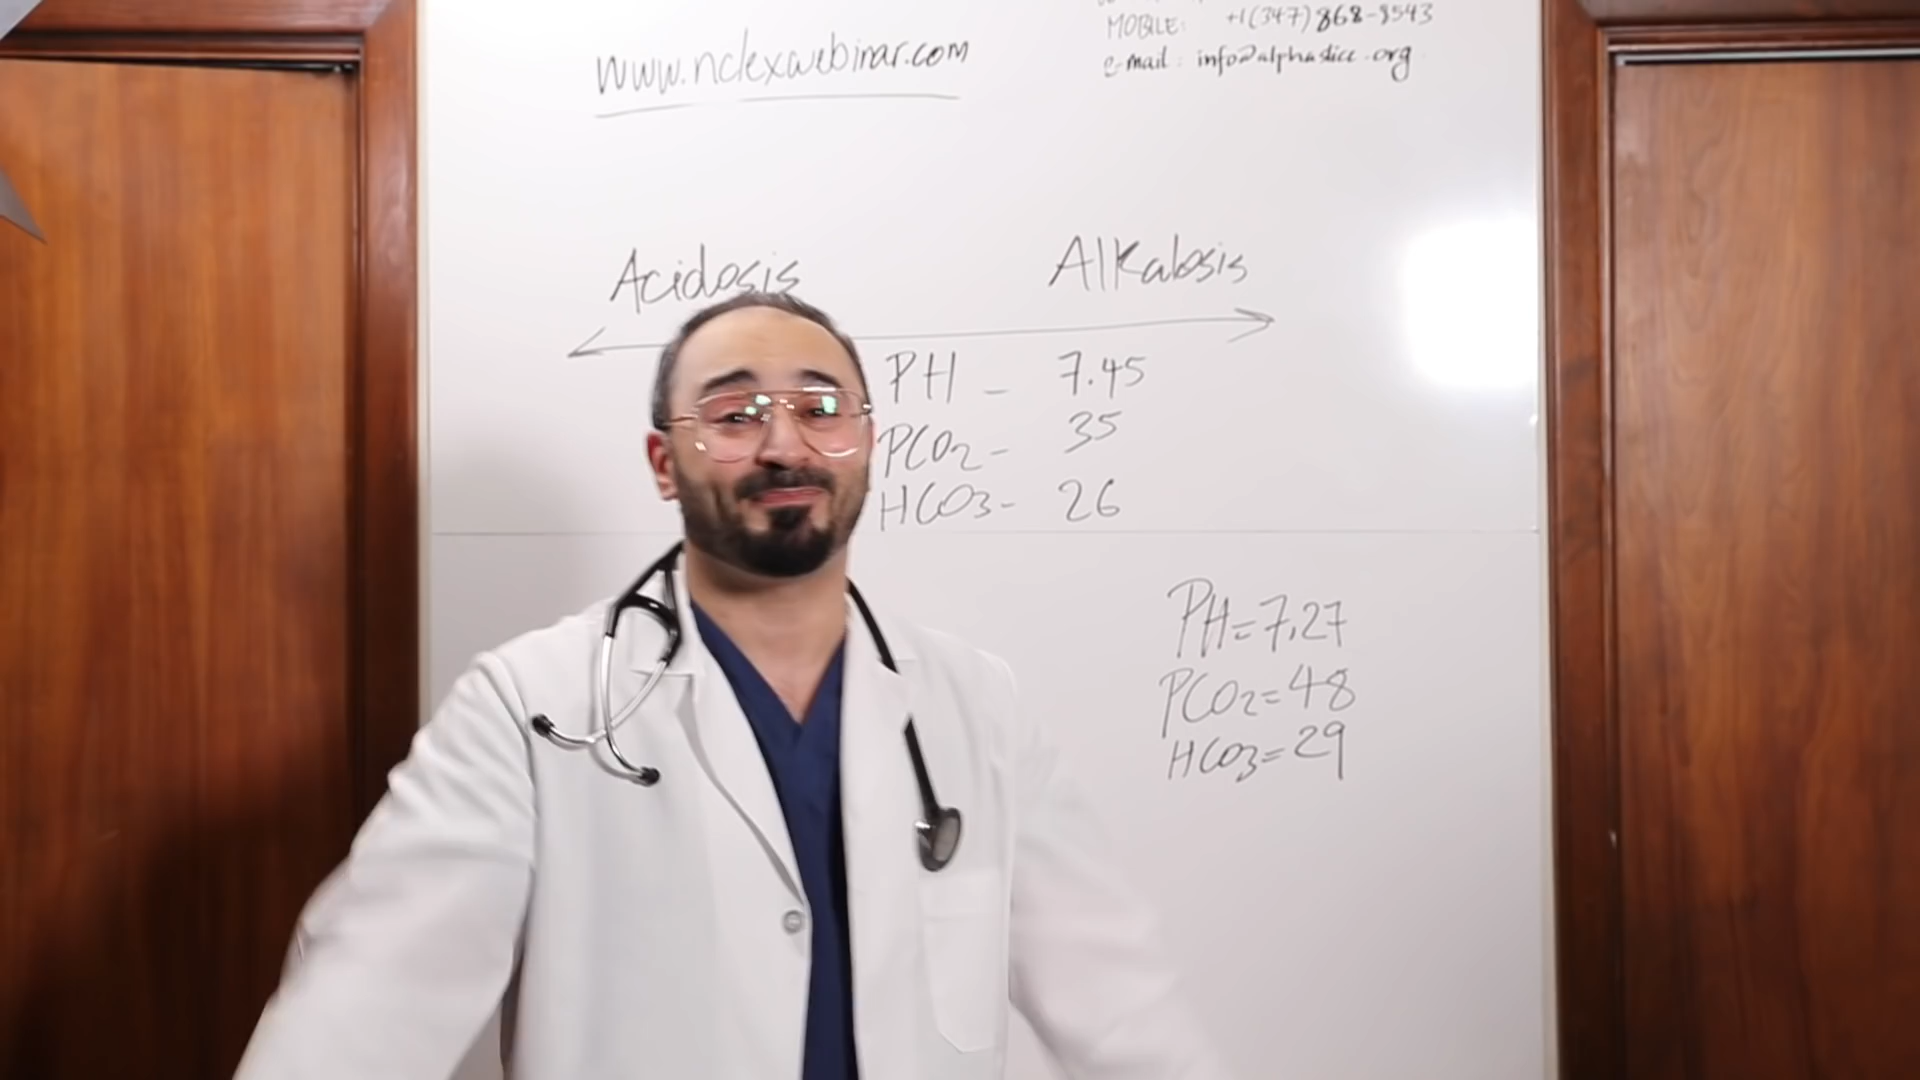 MOBILE: +1(347) 868-8543
e-mail: info@alphaslice.org
www.nclexwebinar.com
Acidosis Alkalosis
PH - 7.45
PCO2 - 35
HCO3 - 26
PH = 7.27
PCO2 = 48
HCO3 = 29